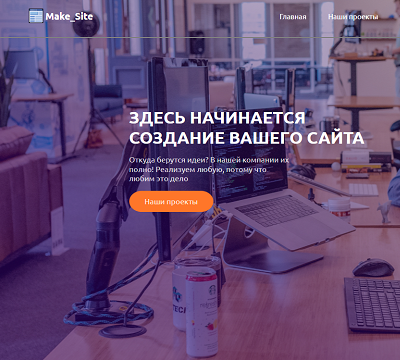 Make_Site
Главная
Наши проекты
ЗДЕСЬ НАЧИНАЕТСЯ
СОЗДАНИЕ ВАШЕГО САЙТА
Откуда берутся идеи? В нашей компании их
полно! Реализуем любую, потому что
любим это дело
Наши проекты